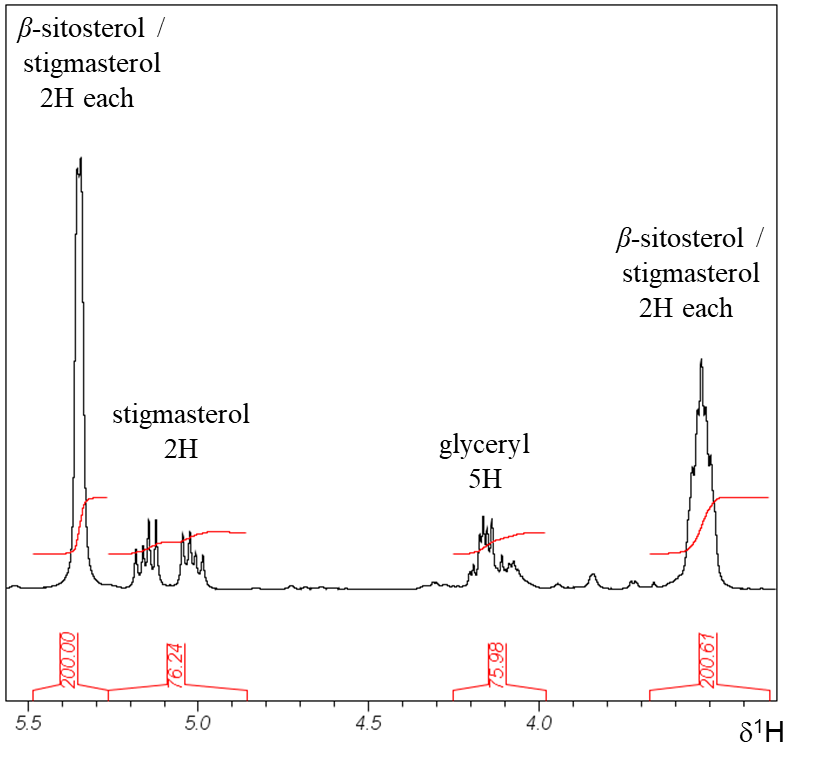 β-sitosterol /
stigmasterol
2H each
β-sitosterol /
stigmasterol
2H each
stigmasterol
2H
glyceryl
5H
200.00
76.24
75.98
200.61
5.5
5.0
4.5
4.0
δ¹H